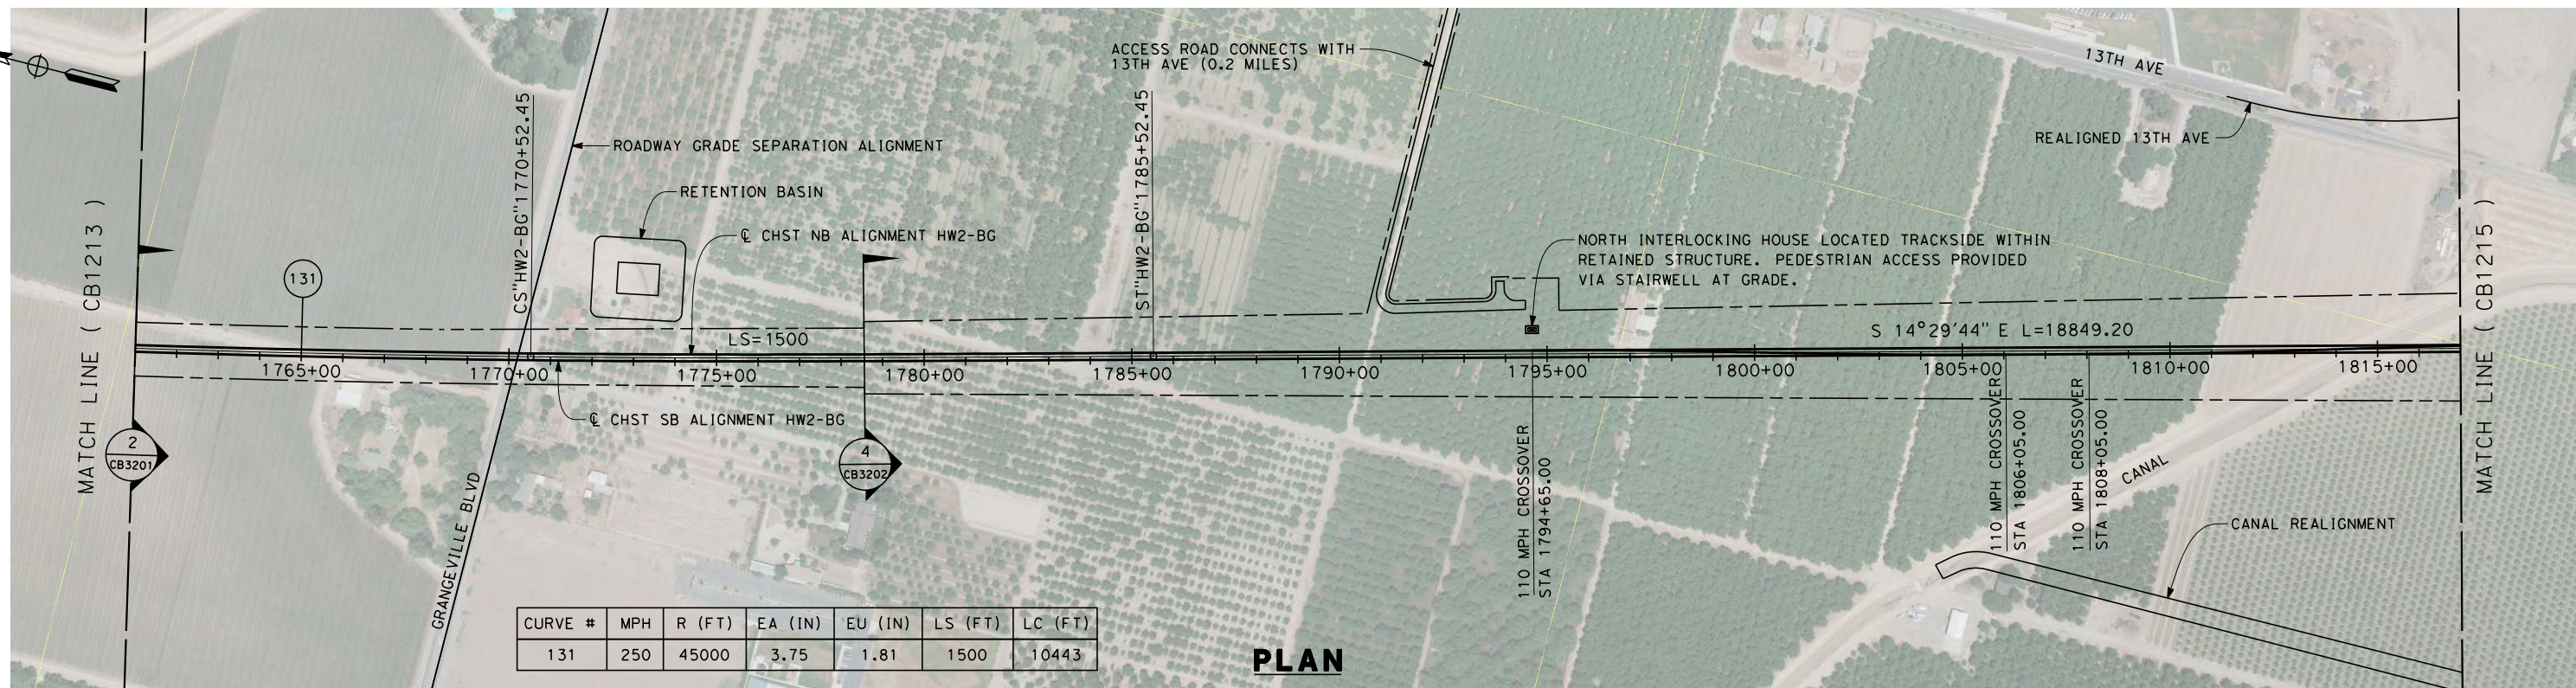 ACCESS ROAD CONNECTS WITH
13TH AVE (0.2 MILES)
13TH AVE
REALIGNED 13TH AVE
ROADWAY GRADE SEPARATION ALIGNMENT
RETENTION BASIN
℄ CHST NB ALIGNMENT HW2-BG
CS"HW2-BG"1770+52.45
ST"HW2-BG"1785+52.45
NORTH INTERLOCKING HOUSE LOCATED TRACKSIDE WITHIN
RETAINED STRUCTURE. PEDESTRIAN ACCESS PROVIDED
VIA STAIRWELL AT GRADE.
MATCH LINE ( CB1213 )
131
LS=1500
S 14°29'44" E L=18849.20
MATCH LINE ( CB1215 )
1765+00
1770+00
1775+00
1780+00
1785+00
1790+00
1795+00
1800+00
1805+00
1810+00
1815+00
℄ CHST SB ALIGNMENT HW2-BG
2
CB3201
4
CB3202
GRANGEVILLE BLVD
110 MPH CROSSOVER
STA 1794+65.00
110 MPH CROSSOVER
STA 1806+05.00
110 MPH CROSSOVER
STA 1808+05.00
CANAL
CANAL REALIGNMENT
CURVE # MPH R (FT) EA (IN) EU (IN) LS (FT) LC (FT)
131 250 45000 3.75 1.81 1500 10443
PLAN